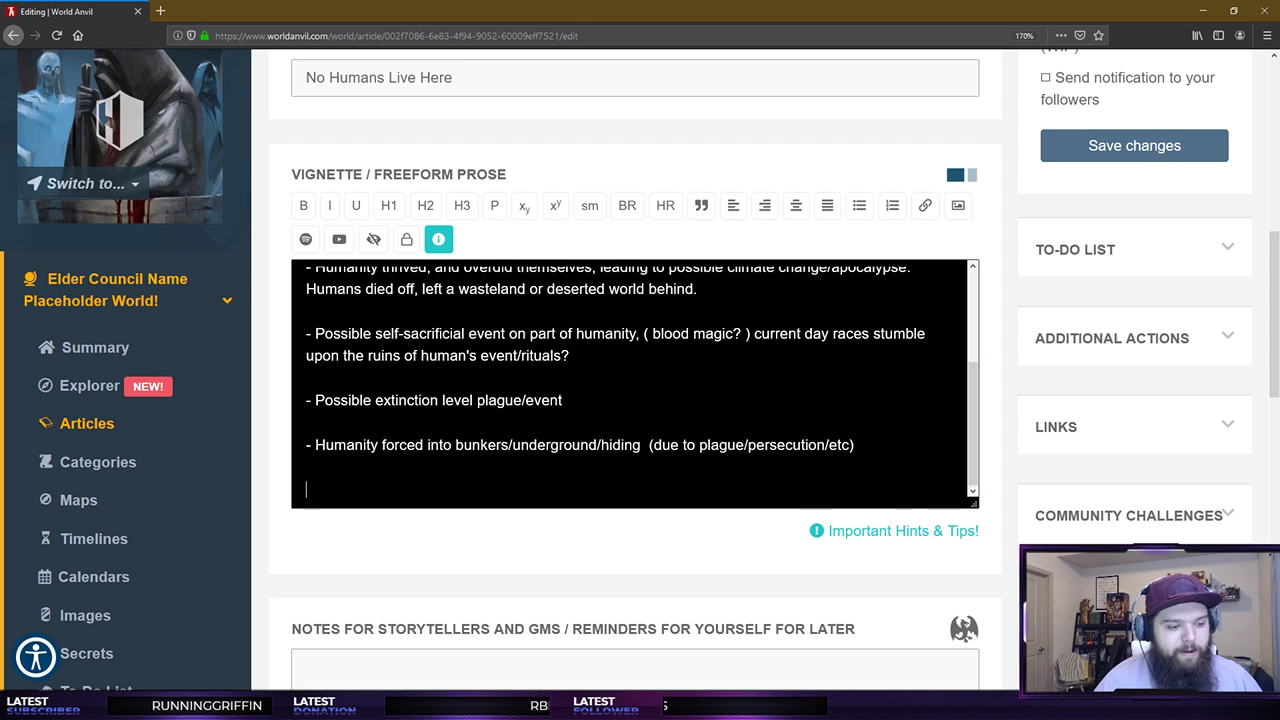 Editing | World Anvil
https://www.worldanvil.com/world/article/002f7086-6e83-4f94-9052-60009eff7521/edit
170%
Switch to...
Elder Council Name
Placeholder World!
Summary
Explorer NEW!
Articles
Categories
Maps
Timelines
Calendars
Images
Secrets
To-Do List
No Humans Live Here
VIGNETTE / FREEFORM PROSE
B I U H1 H2 H3 P xy xy sm BR HR
- Humanity thrived, and overdid themselves, leading to possible climate change/apocalypse.
Humans died off, left a wasteland or deserted world behind.
- Possible self-sacrificial event on part of humanity, ( blood magic? ) current day races stumble
upon the ruins of human's event/rituals?
- Possible extinction level plague/event
- Humanity forced into bunkers/underground/hiding (due to plague/persecution/etc)
Important Hints & Tips!
NOTES FOR STORYTELLERS AND GMS / REMINDERS FOR YOURSELF FOR LATER
(WIP)
Send notification to your
followers
Save changes
TO-DO LIST
ADDITIONAL ACTIONS
LINKS
COMMUNITY CHALLENGES
LATEST
SUBSCRIBER
RUNNINGGRIFFIN
LATEST
DONATION
LATEST
FOLLOWER